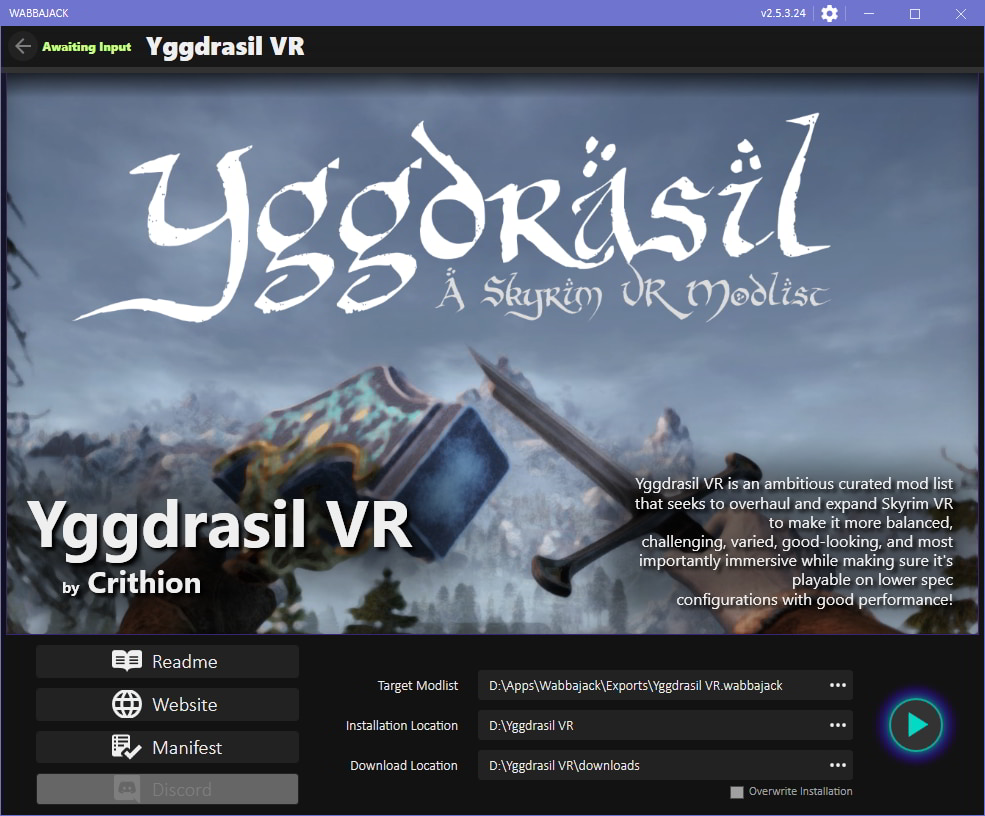 WABBAJACK
v2.5.3.24
Awaiting Input
Yggdrasil VR
Yggdräsil
Ä Skyrim VR Modlist
Yggdrasil VR is an ambitious curated mod list
that seeks to overhaul and expand Skyrim VR
to make it more balanced,
challenging, varied, good-looking, and most
importantly immersive while making sure it's
playable on lower spec
configurations with good performance!
Yggdrasil VR
by Crithion
Readme
Website
Manifest
Discord
Target Modlist
D:\Apps\Wabbajack\Exports\Yggdrasil VR.wabbajack
Installation Location
D:\Yggdrasil VR
Download Location
D:\Yggdrasil VR\downloads
Overwrite Installation